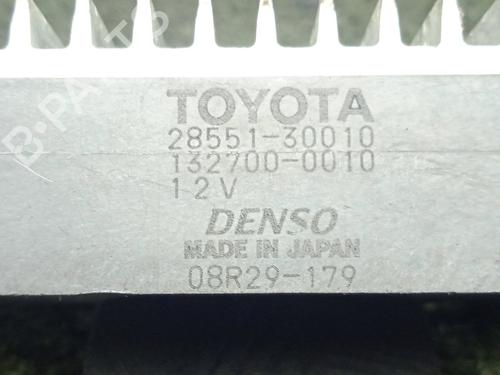 TOYOTA
28551-30010
132700-0010
12V
DENSO
MADE IN JAPAN
08R29-179